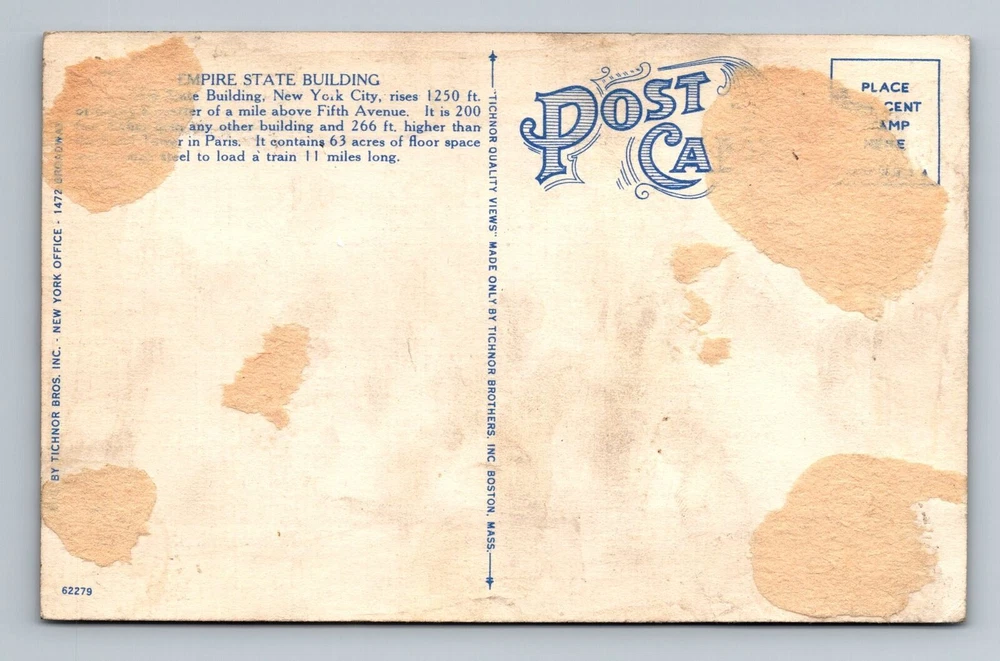 EMPIRE STATE BUILDING
Building, New York City, rises 1250 ft.
of a mile above Fifth Avenue. It is 200
any other building and 266 ft. higher than
in Paris. It contains 63 acres of floor space
steel to load a train 11 miles long.
BY TICHNOR BROS. INC. - NEW YORK OFFICE - 1472 BROADWAY
62279
"TICHNOR QUALITY VIEWS" MADE ONLY BY TICHNOR BROTHERS, INC BOSTON, MASS.
POST
CA
PLACE
CENT
AMP